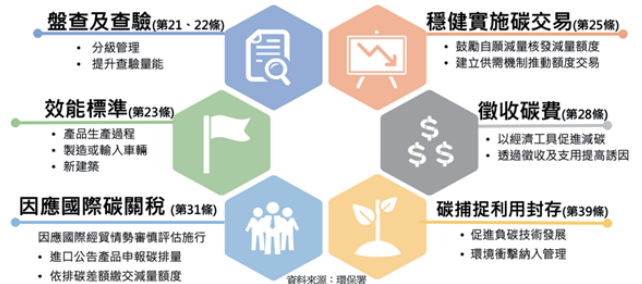 盤查及查驗(第21、22條)
• 分級管理
• 提升查驗量能
效能標準(第23條)
• 產品生產過程
• 製造或輸入車輛
• 新建築
因應國際碳關稅 (第31條)
因應國際經貿情勢審慎評估施行
• 進口公告產品申報碳排量
• 依排碳差額繳交減量額度
穩健實施碳交易(第25條)
• 鼓勵自願減量核發減量額度
• 建立供需機制推動額度交易
徵收碳費(第28條)
• 以經濟工具促進減碳
• 透過徵收及支用提高誘因
$
$ $
碳捕捉利用封存(第39條)
• 促進負碳技術發展
• 環境衝擊納入管理
資料來源：環保署